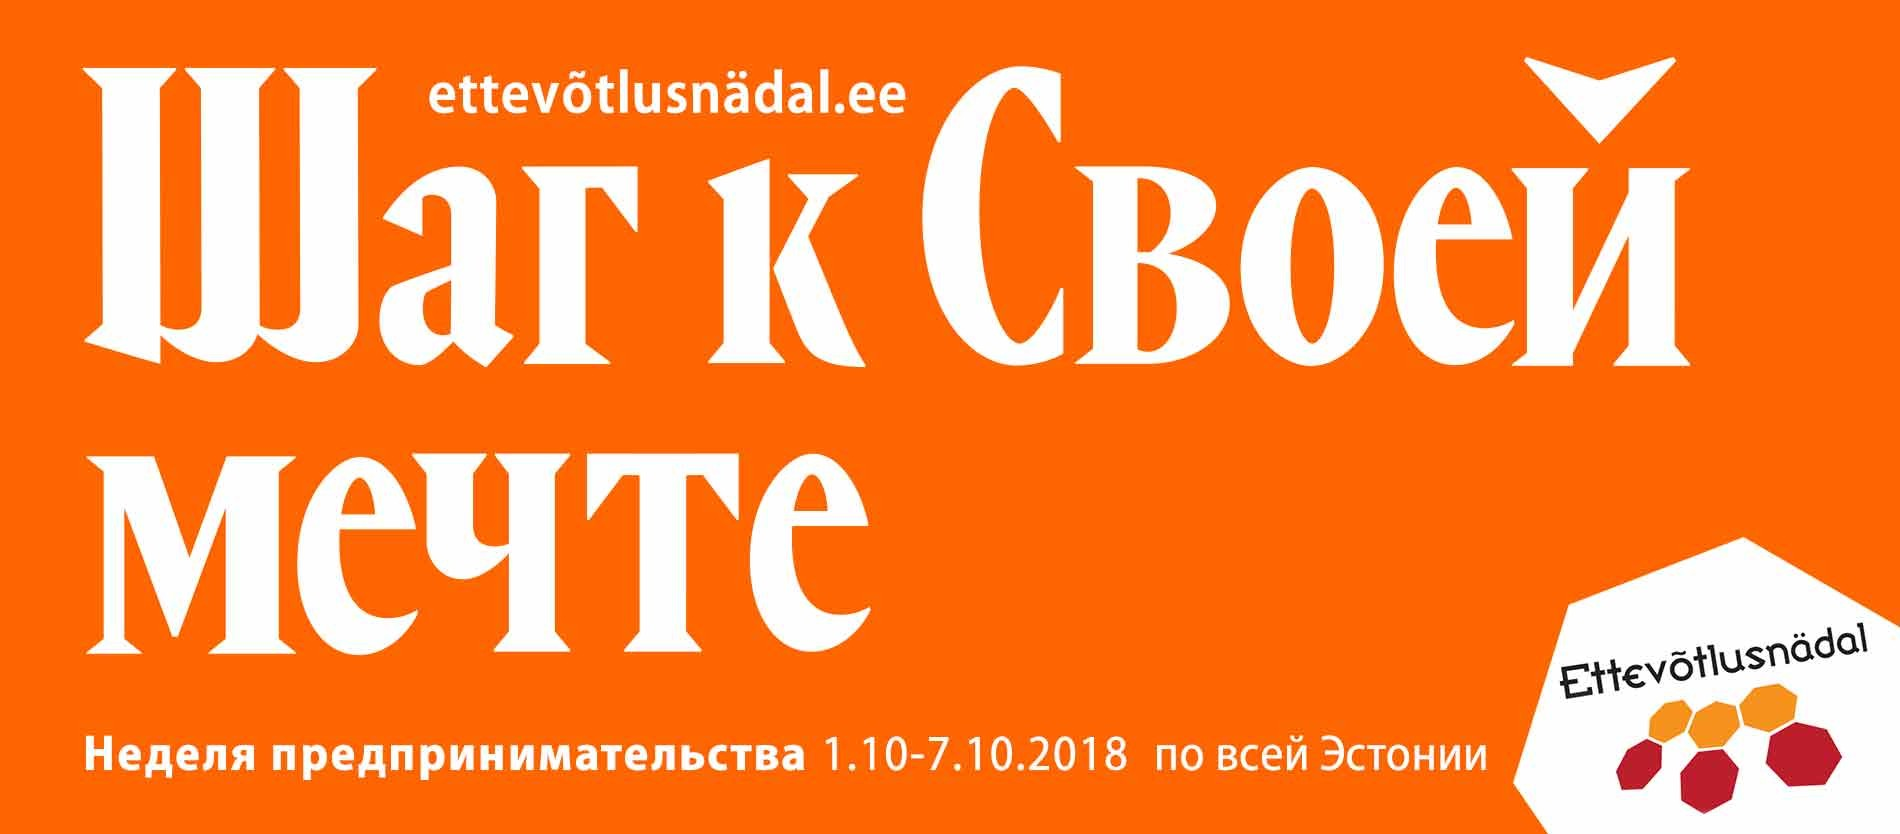 ettevõtlusnädal.ee
Шаг к Своей
мечте
Неделя предпринимательства 1.10-7.10.2018 по всей Эстонии
Ettevõtlusnädal